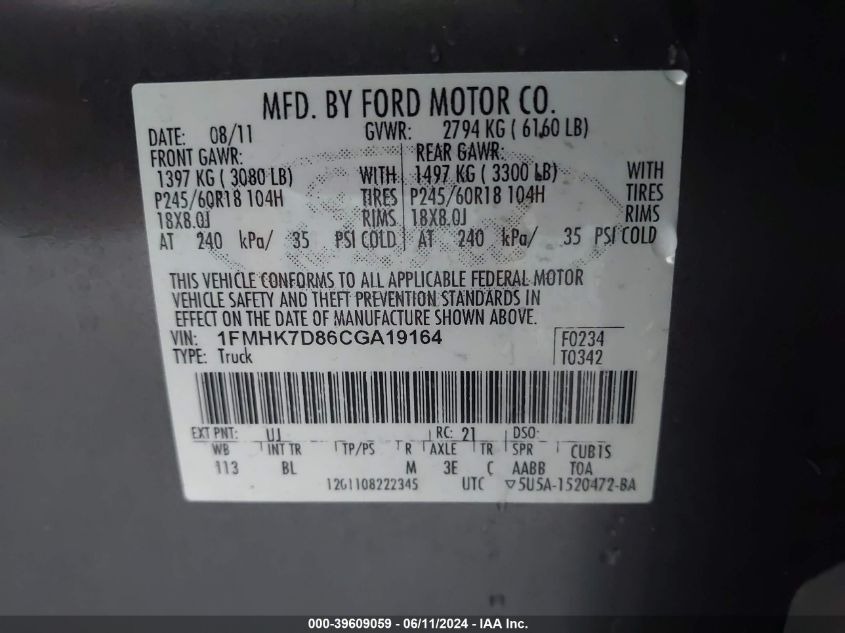 MFD. BY FORD MOTOR CO.
DATE: 08/11 GVWR: 2794 KG ( 6160 LB)
FRONT GAWR: REAR GAWR:
1397 KG ( 3080 LB) WITH 1497 KG ( 3300 LB) WITH
P245/60R18 104H TIRES P245/60R18 104H TIRES
18X8.0J RIMS 18X8.0J RIMS
AT 240 kPa/ 35 PSI COLD AT 240 kPa/ 35 PSI COLD
THIS VEHICLE CONFORMS TO ALL APPLICABLE FEDERAL MOTOR
VEHICLE SAFETY AND THEFT PREVENTION STANDARDS IN
EFFECT ON THE DATE OF MANUFACTURE SHOWN ABOVE.
VIN: 1FMHK7D86CGA19164 F0234
TYPE: Truck T0342
EXT PNT: UJ RC: 21 DSO:
WB INT TR TP/PS R AXLE TR SPR CUBTS
113 BL M 3E C AABB TOA
12G1108222345 UTC ▽5U5A-1520472-BA
000-39609059 - 06/11/2024 - IAA Inc.